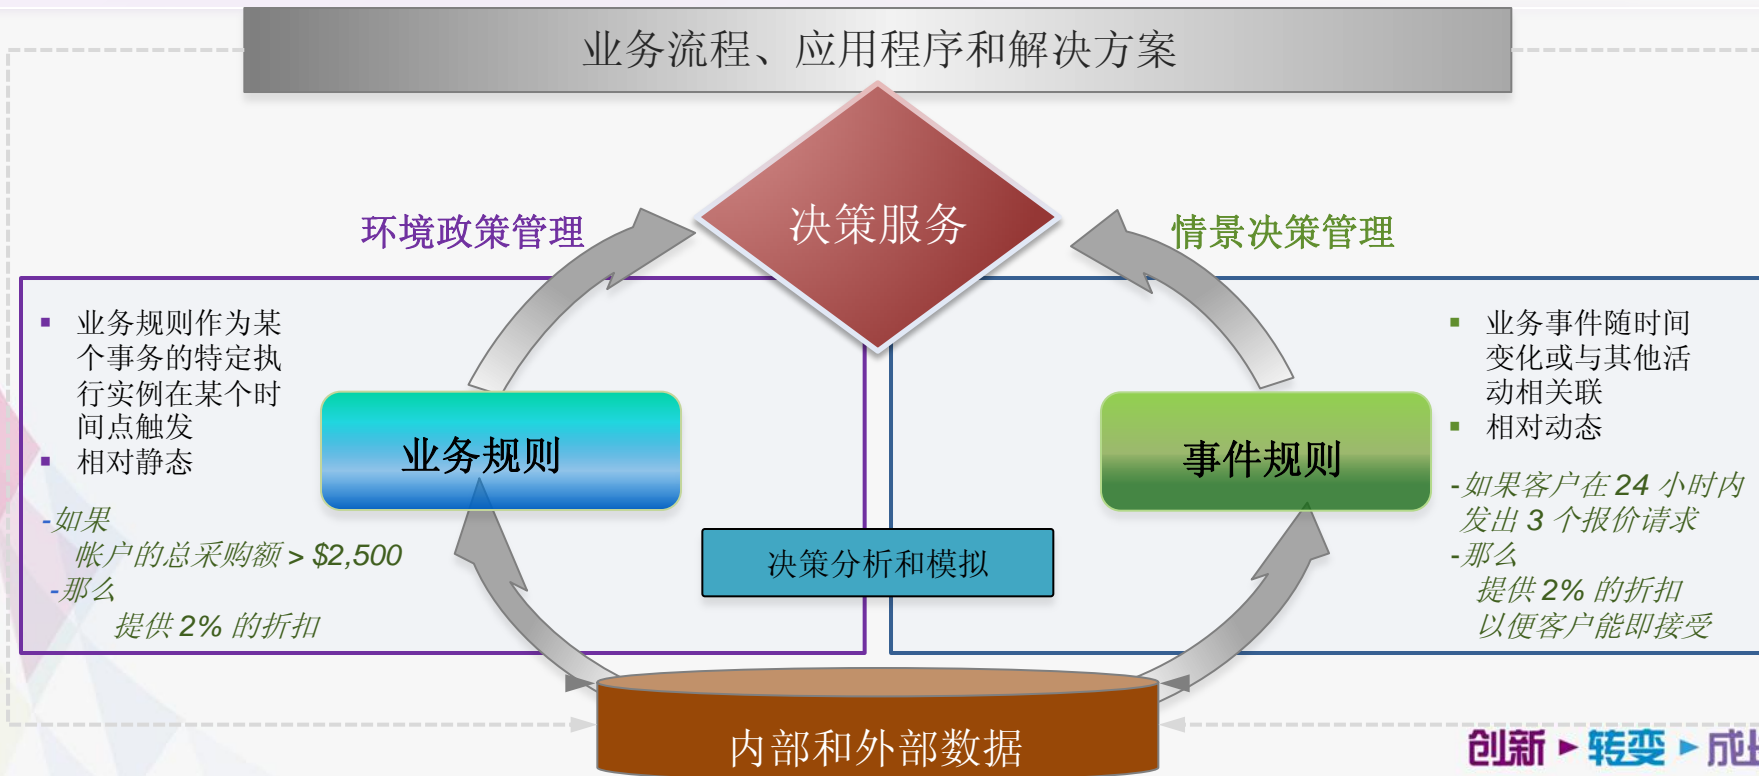 业务流程、应用程序和解决方案
决策服务
环境政策管理
情景决策管理
▪ 业务规则作为某
个事务的特定执
行实例在某个时
间点触发
▪ 相对静态
-如果
帐户的总采购额 > $2,500
-那么
提供 2% 的折扣
业务规则
决策分析和模拟
事件规则
▪ 业务事件随时间
变化或与其他活
动相关联
▪ 相对动态
-如果客户在 24 小时内
发出 3 个报价请求
-那么
提供 2% 的折扣
以便客户能即接受
内部和外部数据
创新 ► 转变 ► 成